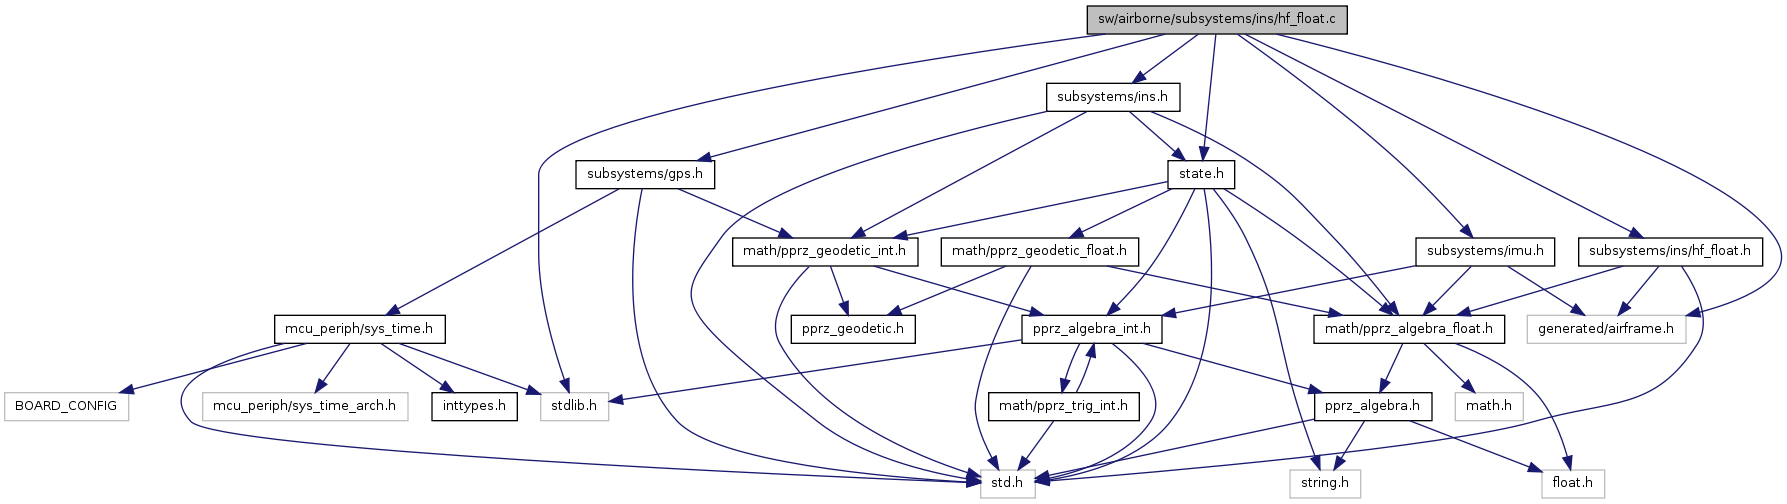 sw/airborne/subsystems/ins/hf_float.c
subsystems/ins.h
subsystems/gps.h
state.h
math/pprz_geodetic_int.h
math/pprz_geodetic_float.h
subsystems/imu.h
subsystems/ins/hf_float.h
mcu_periph/sys_time.h
pprz_geodetic.h
pprz_algebra_int.h
math/pprz_algebra_float.h
generated/airframe.h
BOARD_CONFIG
mcu_periph/sys_time_arch.h
inttypes.h
stdlib.h
math/pprz_trig_int.h
pprz_algebra.h
math.h
std.h
string.h
float.h